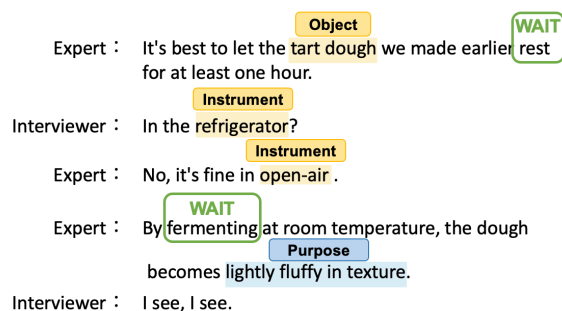 Object WAIT
Expert： It's best to let the tart dough we made earlier rest
for at least one hour.
Instrument
Interviewer： In the refrigerator?
Instrument
Expert： No, it's fine in open-air .
WAIT
Expert： By fermenting at room temperature, the dough
Purpose
becomes lightly fluffy in texture.
Interviewer： I see, I see.